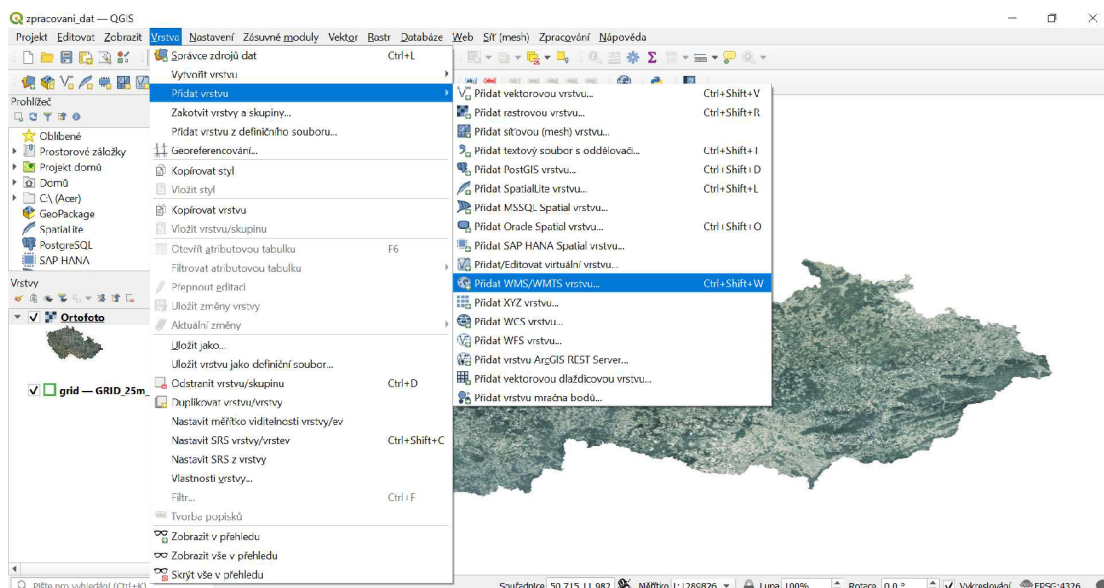 zpracovani_dat — QGIS
Projekt Editovat Zobrazit Vrstva Nastavení Zásuvné moduly Vektor Rastr Databáze Web Síť (mesh) Zpracování Nápověda
Správce zdrojů dat Ctrl+L
Vytvořit vrstvu
Přidat vrstvu
Zakotvit vrstvy a skupiny...
Přidat vrstvu z definičního souboru...
Georeferencování...
Kopírovat styl
Vložit styl
Kopírovat vrstvu
Vložit vrstvu/skupinu
Otevřít atributovou tabulku F6
Filtrovat atributovou tabulku
Přepnout editaci
Uložit změny vrstvy
Aktuální změny
Uložit jako...
Uložit vrstvu jako definiční soubor...
Odstranit vrstvu/skupinu Ctrl+D
Duplikovat vrstvu/vrstvy
Nastavit měřítko viditelnosti vrstvy/ev
Nastavit SRS vrstvy/vrstev Ctrl+Shift+C
Nastavit SRS z vrstvy
Vlastnosti vrstvy...
Filtr... Ctrl+F
Tvorba popisků
Zobrazit v přehledu
Zobrazit vše v přehledu
Skrýt vše v přehledu
Přidat vektorovou vrstvu... Ctrl+Shift+V
Přidat rastrovou vrstvu... Ctrl+Shift+R
Přidat síťovou (mesh) vrstvu...
Přidat textový soubor s oddělovači... Ctrl+Shift+T
Přidat PostGIS vrstvu... Ctrl+Shift+D
Přidat SpatiaLite vrstvu... Ctrl+Shift+L
Přidat MSSQL Spatial vrstvu...
Přidat Oracle Spatial vrstvu... Ctrl+Shift+O
Přidat SAP HANA Spatial vrstvu...
Přidat/Editovat virtuální vrstvu...
Přidat WMS/WMTS vrstvu... Ctrl+Shift+W
Přidat XYZ vrstvu...
Přidat WCS vrstvu...
Přidat WFS vrstvu...
Přidat vrstvu ArcGIS REST Server...
Přidat vektorovou dlaždicovou vrstvu...
Přidat vrstvu mračna bodů...
Prohlížeč
Oblíbené
Prostorové záložky
Projekt domů
Domů
C:\ (Acer)
GeoPackage
SpatiaLite
PostgreSQL
SAP HANA
Vrstvy
Ortofoto
grid — GRID_25m_
Pište pro vyhledání (Ctrl+K)
Souřadnice 50.715,11.982 Měřítko 1:1289826 Lupa 100% Rotace 0,0 ° Vykreslování EPSG:4326